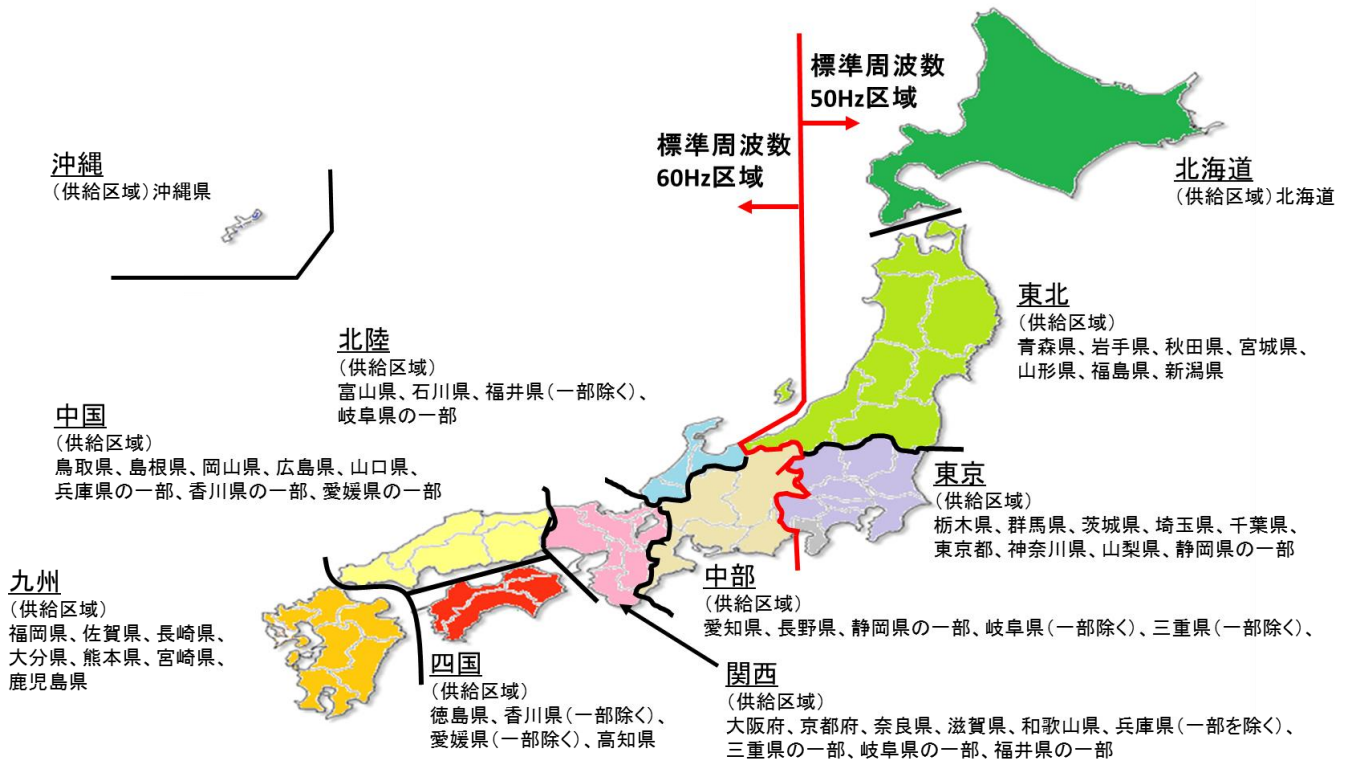 標準周波数
50Hz区域
標準周波数
60Hz区域
沖縄
(供給区域)沖縄県
北海道
(供給区域)北海道
東北
(供給区域)
青森県、岩手県、秋田県、宮城県、
山形県、福島県、新潟県
北陸
(供給区域)
富山県、石川県、福井県(一部除く)、
岐阜県の一部
中国
(供給区域)
鳥取県、島根県、岡山県、広島県、山口県、
兵庫県の一部、香川県の一部、愛媛県の一部
東京
(供給区域)
栃木県、群馬県、茨城県、埼玉県、千葉県、
東京都、神奈川県、山梨県、静岡県の一部
九州
(供給区域)
福岡県、佐賀県、長崎県、
大分県、熊本県、宮崎県、
鹿児島県
中部
(供給区域)
愛知県、長野県、静岡県の一部、岐阜県(一部除く)、三重県(一部除く)、
四国
(供給区域)
徳島県、香川県(一部除く)、
愛媛県(一部除く)、高知県
関西
(供給区域)
大阪府、京都府、奈良県、滋賀県、和歌山県、兵庫県(一部を除く)、
三重県の一部、岐阜県の一部、福井県の一部